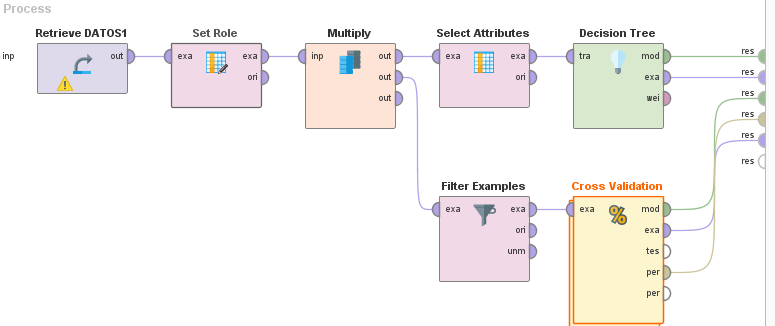 Process
Retrieve DATOS1 Set Role Multiply Select Attributes Decision Tree
inp out exa exa inp out exa exa tra mod res
ori out ori exa res
out wei res
res
res
Filter Examples Cross Validation res
exa exa exa mod
ori exa
unm tes
per
per